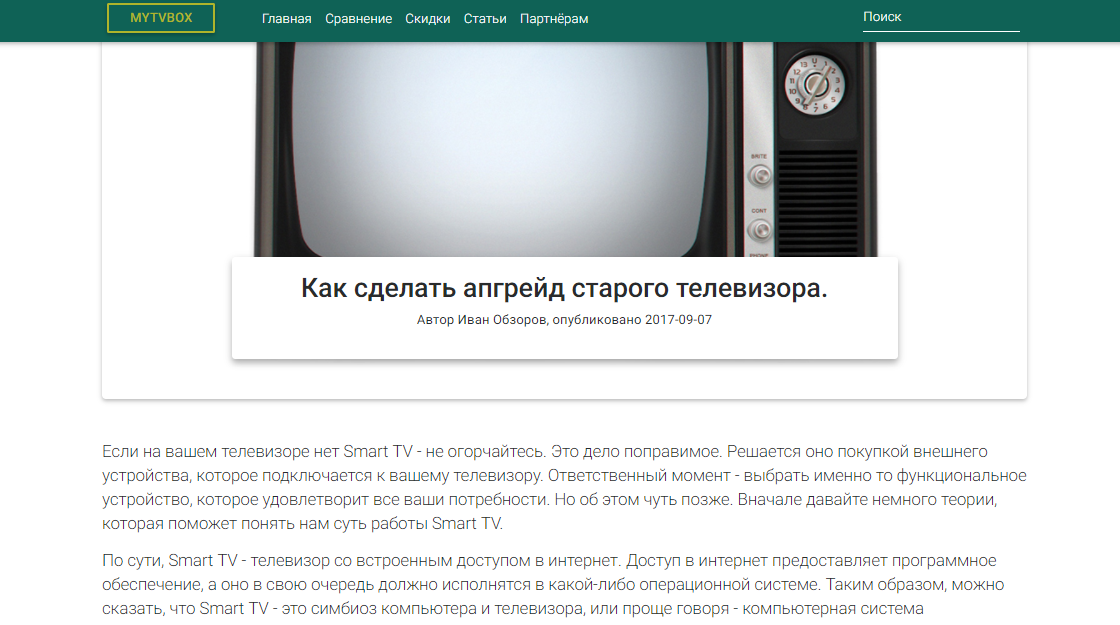 MYTVBOX
Главная Сравнение Скидки Статьи Партнёрам
Поиск
BRITE
CONT
PHONE
Как сделать апгрейд старого телевизора.
Автор Иван Обзоров, опубликовано 2017-09-07
Если на вашем телевизоре нет Smart TV - не огорчайтесь. Это дело поправимое. Решается оно покупкой внешнего
устройства, которое подключается к вашему телевизору. Ответственный момент - выбрать именно то функциональное
устройство, которое удовлетворит все ваши потребности. Но об этом чуть позже. Вначале давайте немного теории,
которая поможет понять нам суть работы Smart TV.
По сути, Smart TV - телевизор со встроенным доступом в интернет. Доступ в интернет предоставляет программное
обеспечение, а оно в свою очередь должно исполнятся в какой-либо операционной системе. Таким образом, можно
сказать, что Smart TV - это симбиоз компьютера и телевизора, или проще говоря - компьютерная система